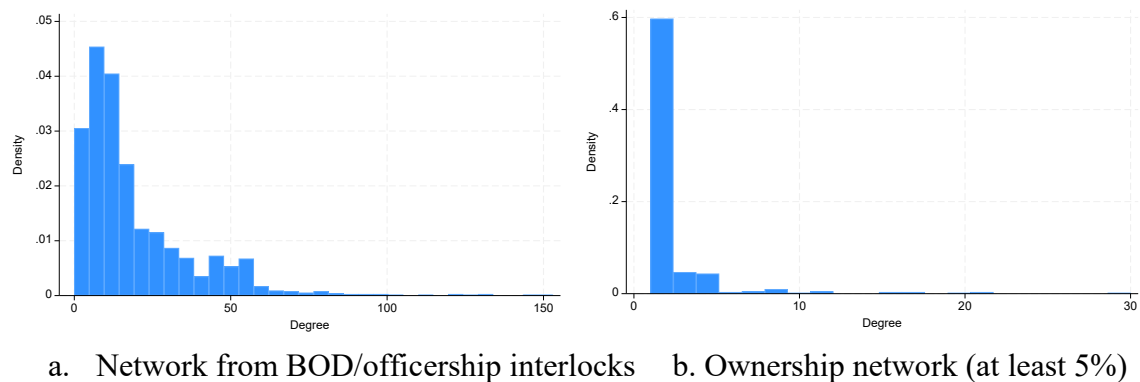 .05
.04
.03
.02
.01
0
Density
0 50 100 150
Degree
.6
.4
.2
0
Density
0 10 20 30
Degree
a. Network from BOD/officership interlocks b. Ownership network (at least 5%)